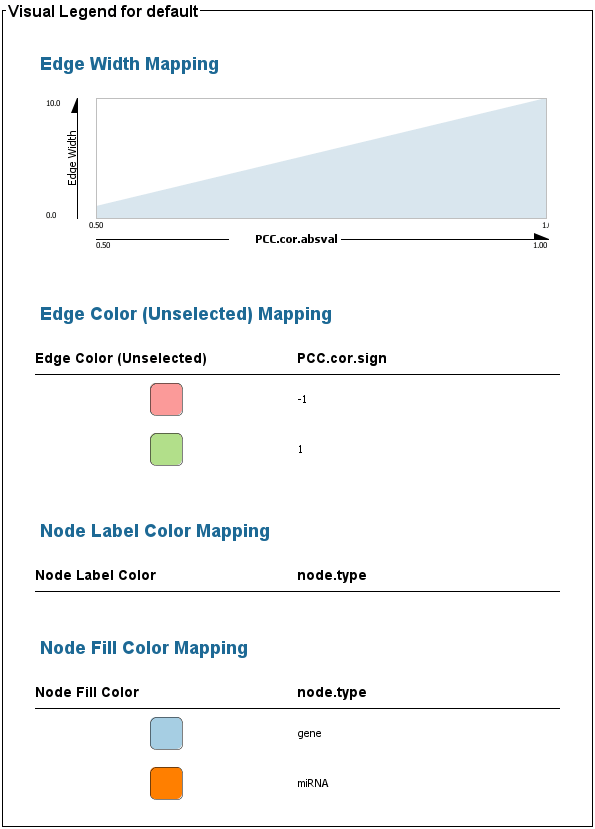 Visual Legend for default
Edge Width Mapping
10.0
Edge Width
0.0
0.50
1.
PCC.cor.absval
0.50
1.00
Edge Color (Unselected) Mapping
Edge Color (Unselected) PCC.cor.sign
-1
1
Node Label Color Mapping
Node Label Color node.type
Node Fill Color Mapping
Node Fill Color node.type
gene
miRNA